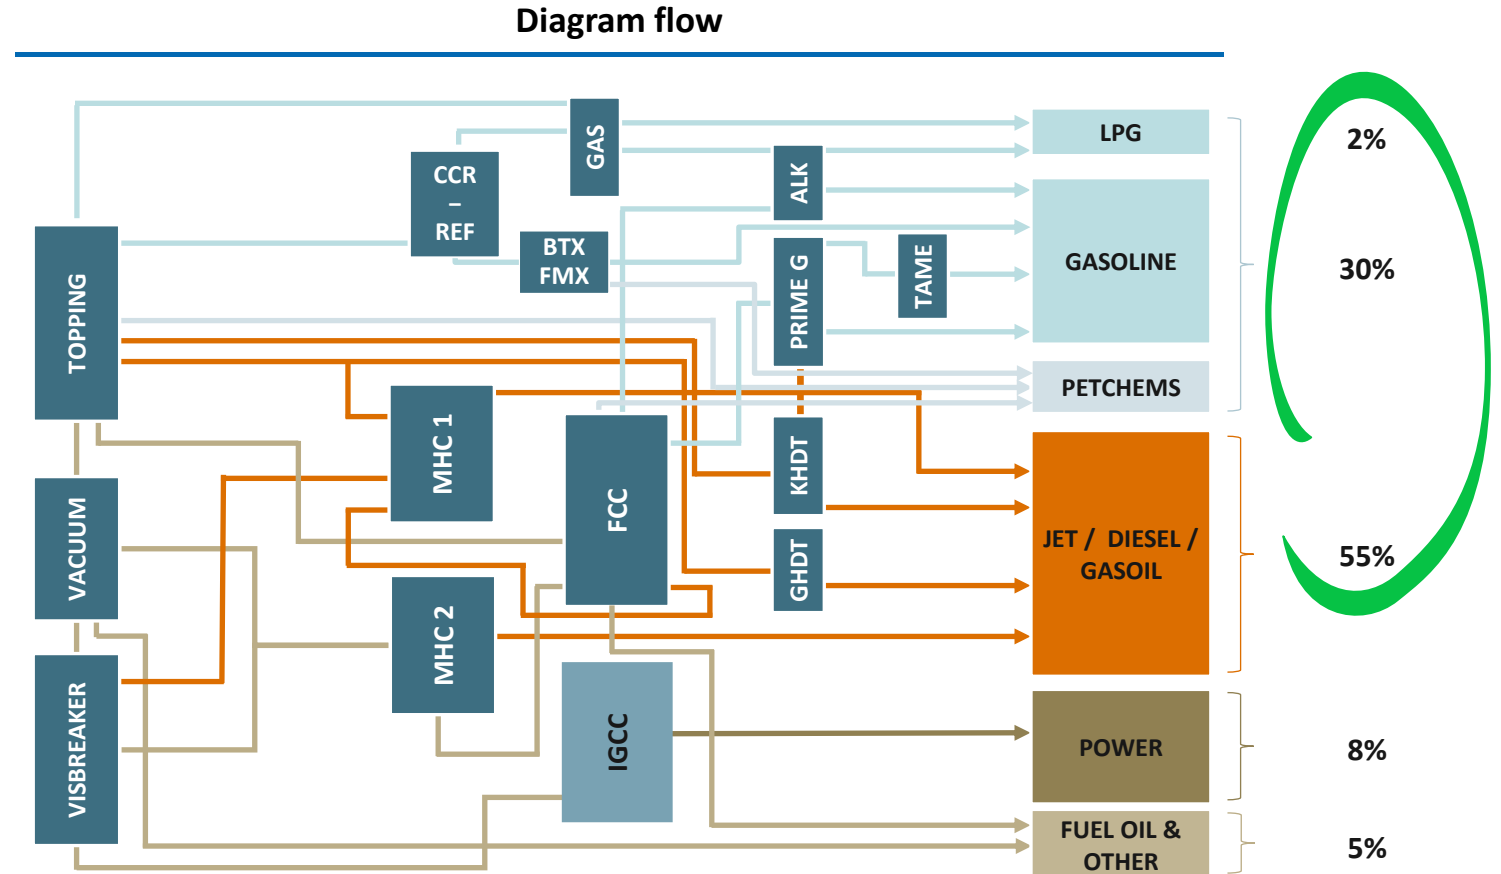 Diagram flow
GAS
LPG
2%
CCR
–
REF
ALK
BTX
FMX
PRIME G
TAME
GASOLINE
30%
TOPPING
PETCHEMS
MHC 1
FCC
KHDT
VACUUM
GHDT
JET / DIESEL /
GASOIL
55%
MHC 2
VISBREAKER
IGCC
POWER
8%
FUEL OIL &
OTHER
5%